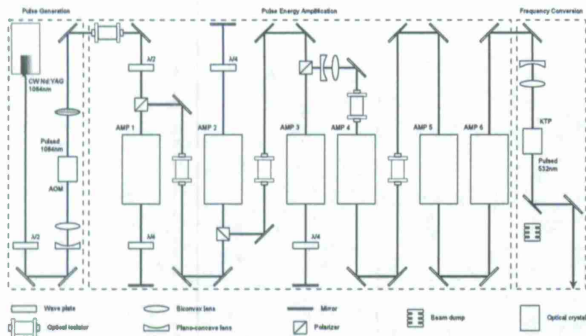 Pulse Generation
Pulse Energy Amplification
Frequency Conversion
CW Nd:YAG
1064nm
λ/2
λ/4
AMP 1
AMP 2
AMP 3
AMP 4
AMP 5
AMP 6
Pulsed
1064nm
AOM
KTP
Pulsed
532nm
λ/2
λ/4
λ/4
Wave plate
Biconvex lens
Mirror
Beam dump
Optical crystal
Optical isolator
Plano-concave lens
Polarizer